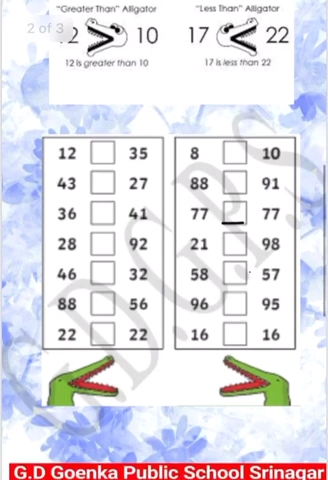 "Greater Than" Alligator "Less Than" Alligator
2 of 3
12 > 10 17 < 22
12 is greater than 10 17 is less than 22
12 35 8 10
43 27 88 91
36 41 77 77
28 92 21 98
46 32 58 57
88 56 96 95
22 22 16 16
G.D.G.P.S
G.D Goenka Public School Srinagar